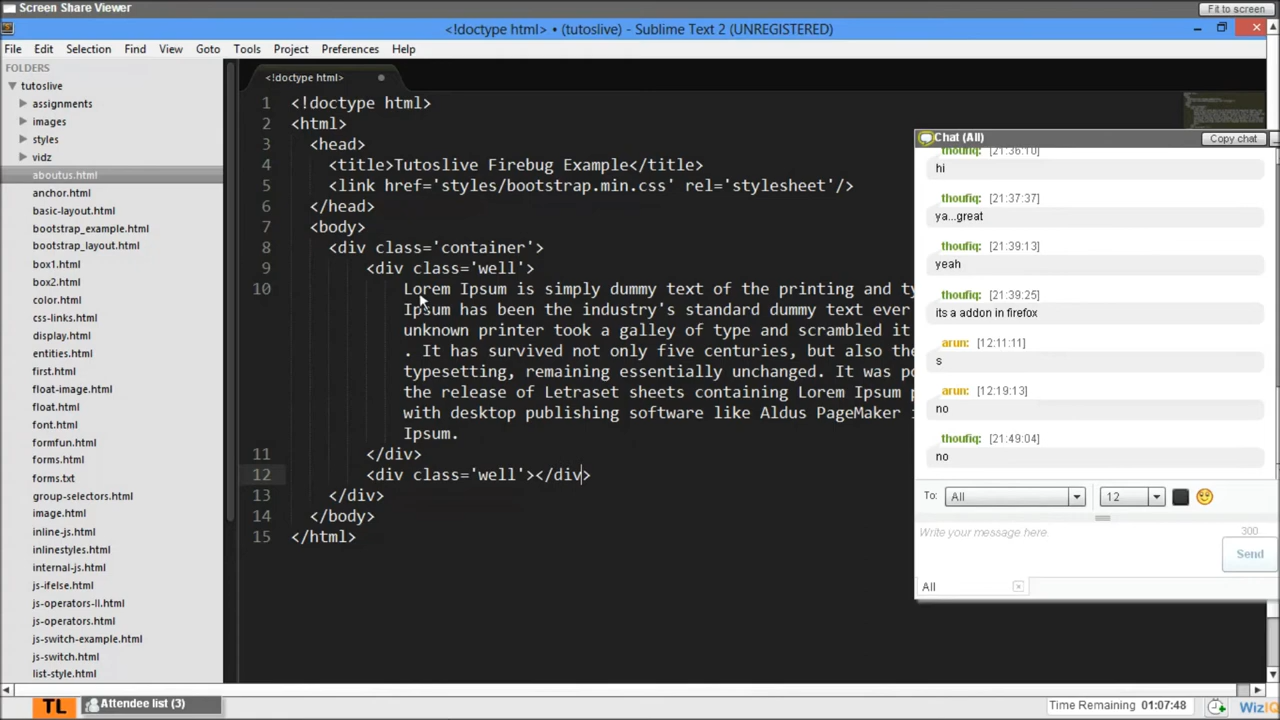 Screen Share Viewer
Fit to screen
<!doctype html> • (tutoslive) - Sublime Text 2 (UNREGISTERED)
File Edit Selection Find View Goto Tools Project Preferences Help
FOLDERS
tutoslive
assignments
images
styles
vidz
aboutus.html
anchor.html
basic-layout.html
bootstrap_example.html
bootstrap_layout.html
box1.html
box2.html
color.html
css-links.html
display.html
entities.html
first.html
float-image.html
float.html
font.html
formfun.html
forms.html
forms.txt
group-selectors.html
image.html
inline-js.html
inlinestyles.html
internal-js.html
js-ifelse.html
js-operators-II.html
js-operators.html
js-switch-example.html
js-switch.html
list-style.html
<!doctype html>
1 <!doctype html>
2 <html>
3 <head>
4 <title>Tutoslive Firebug Example</title>
5 <link href='styles/bootstrap.min.css' rel='stylesheet'/>
6 </head>
7 <body>
8 <div class='container'>
9 <div class='well'>
10 Lorem Ipsum is simply dummy text of the printing and ty
Ipsum has been the industry's standard dummy text ever
unknown printer took a galley of type and scrambled it
. It has survived not only five centuries, but also the
typesetting, remaining essentially unchanged. It was po
the release of Letraset sheets containing Lorem Ipsum p
with desktop publishing software like Aldus PageMaker i
Ipsum.
11 </div>
12 <div class='well'></div>
13 </div>
14 </body>
15 </html>
Chat (All)
Copy chat
thoufiq: [21:36:10]
hi
thoufiq: [21:37:37]
ya...great
thoufiq: [21:39:13]
yeah
thoufiq: [21:39:25]
its a addon in firefox
arun: [12:11:11]
s
arun: [12:19:13]
no
thoufiq: [21:49:04]
no
To: All 12
Write your message here.
300
Send
All
TL Attendee list (3)
Time Remaining 01:07:48
WizIQ